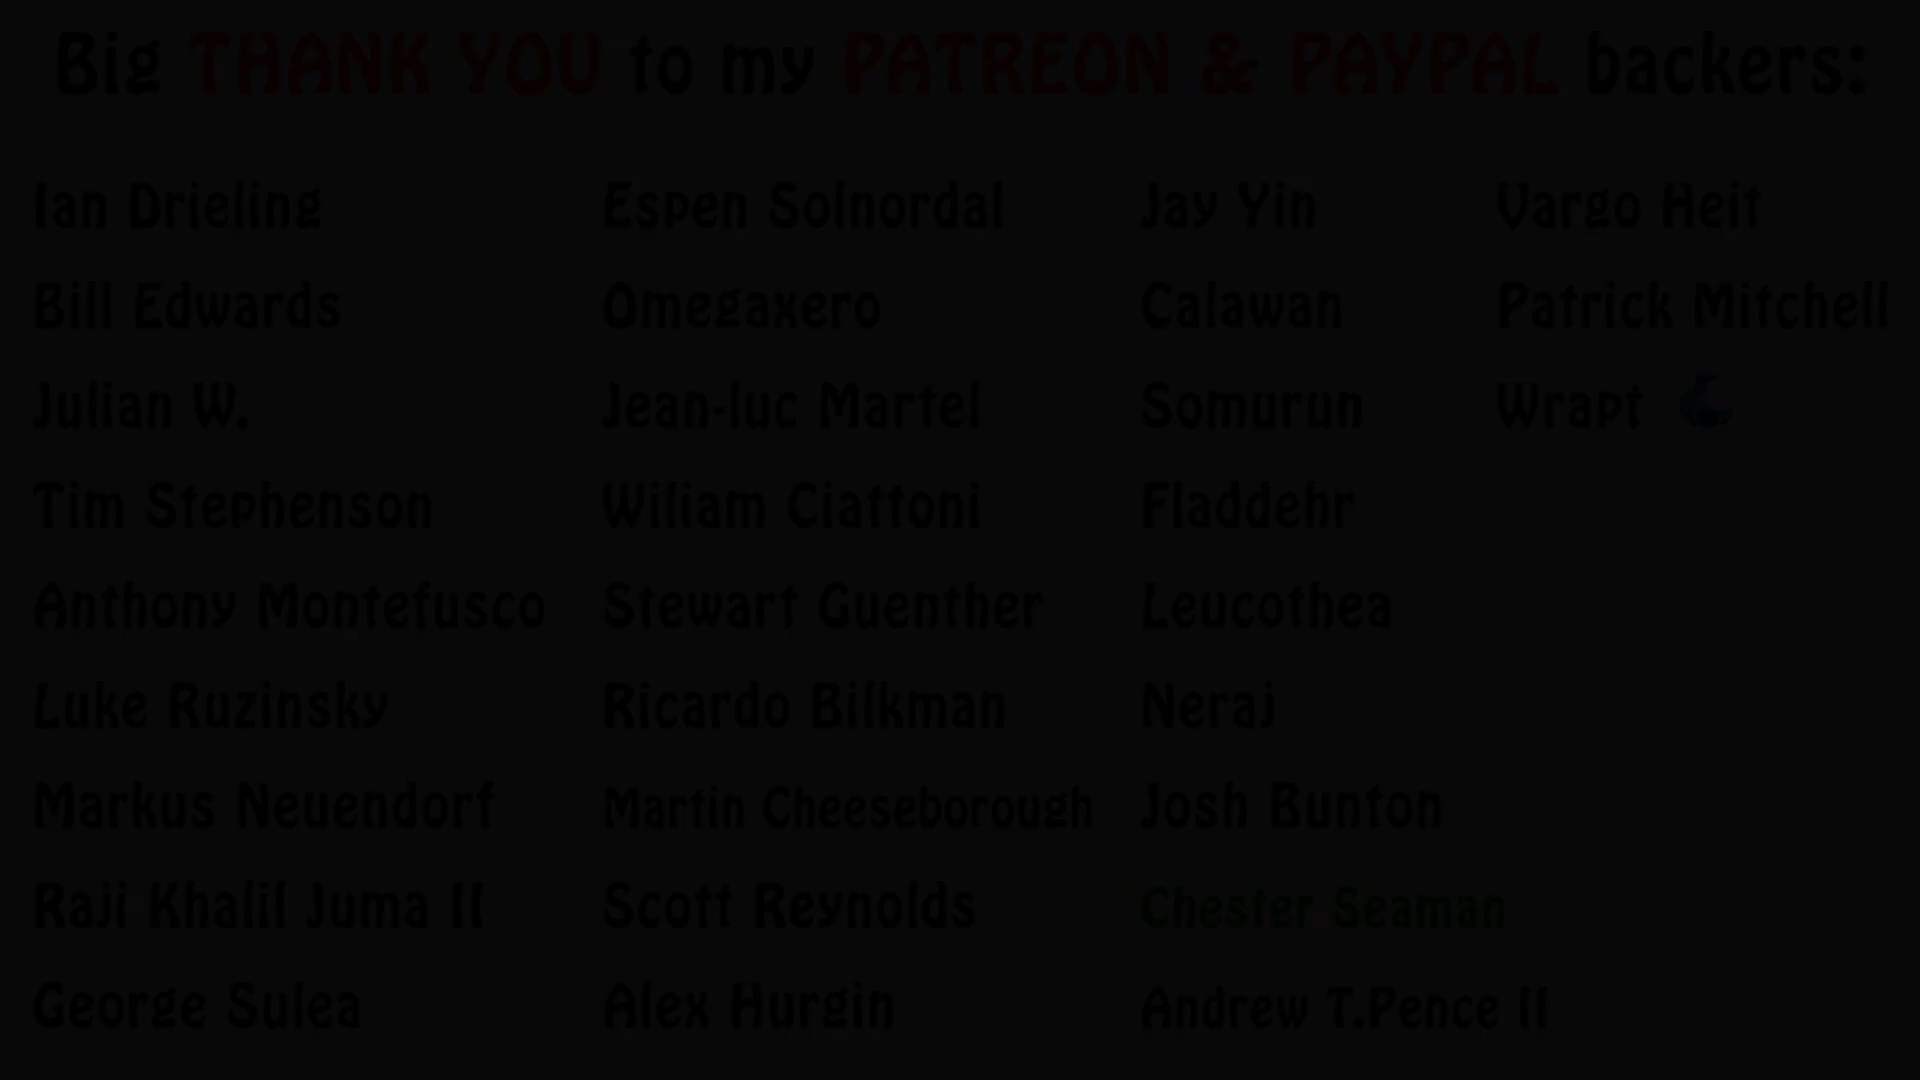 Big THANK YOU to my PATREON & PAYPAL backers:
Ian Drieling
Bill Edwards
Julian W.
Tim Stephenson
Anthony Montefusco
Luke Ruzinsky
Markus Neuendorf
Raji Khalil Juma II
George Sulea
Espen Solnordal
Omegaxero
Jean-luc Martel
Wiliam Ciattoni
Stewart Guenther
Ricardo Bilkman
Martin Cheeseborough
Scott Reynolds
Alex Hurgin
Jay Yin
Calawan
Somurun
Fladdehr
Leucothea
Neraj
Josh Bunton
Chester Seaman
Andrew T.Pence II
Vargo Heit
Patrick Mitchell
Wrapt